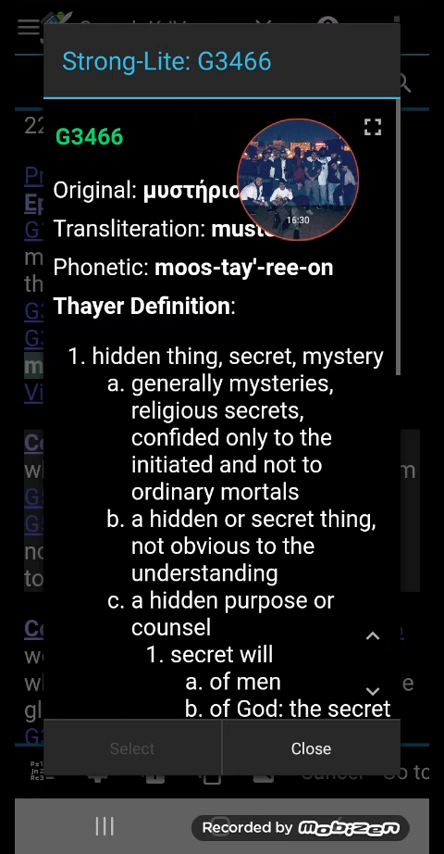 Strong-Lite: G3466
G3466
Original:
16:30
Transliteration:
Phonetic: moos-tay'-ree-on
Thayer Definition:
1. hidden thing, secret, mystery
a. generally mysteries,
religious secrets,
confided only to the
initiated and not to
ordinary mortals
b. a hidden or secret thing,
not obvious to the
understanding
c. a hidden purpose or
counsel
1. secret will
a. of men
b. of God: the secret
Select
Close
Recorded by Mobizen